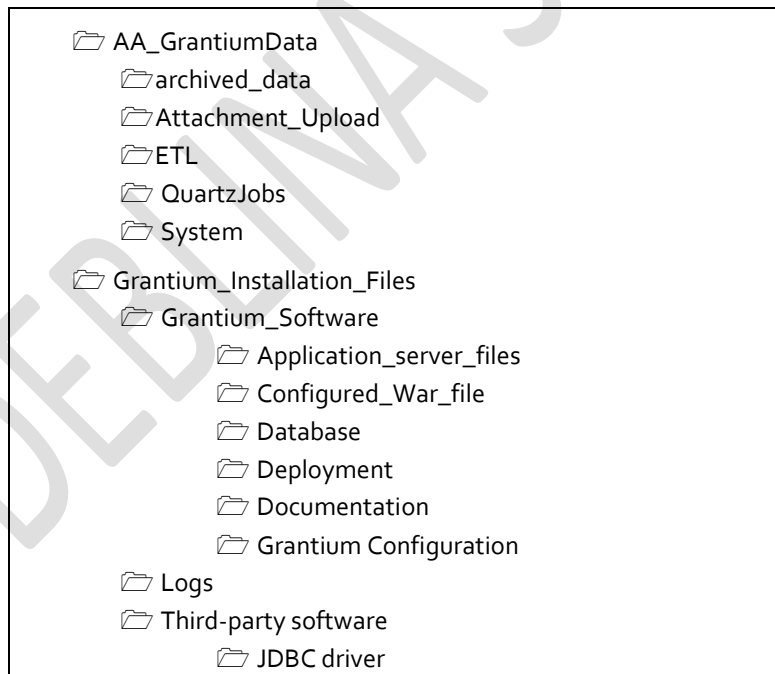 AA_GrantiumData
archived_data
Attachment_Upload
ETL
QuartzJobs
System
Grantium_Installation_Files
Grantium_Software
Application_server_files
Configured_War_file
Database
Deployment
Documentation
Grantium Configuration
Logs
Third-party software
JDBC driver
DEBLINA S